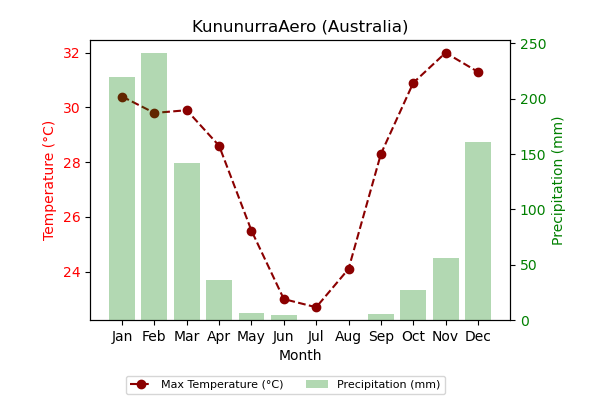 KununurraAero (Australia)
32
30
28
26
24
Temperature (°C)
250
200
150
100
50
0
Precipitation (mm)
Jan Feb Mar Apr May Jun Jul Aug Sep Oct Nov Dec
Month
Max Temperature (°C) Precipitation (mm)